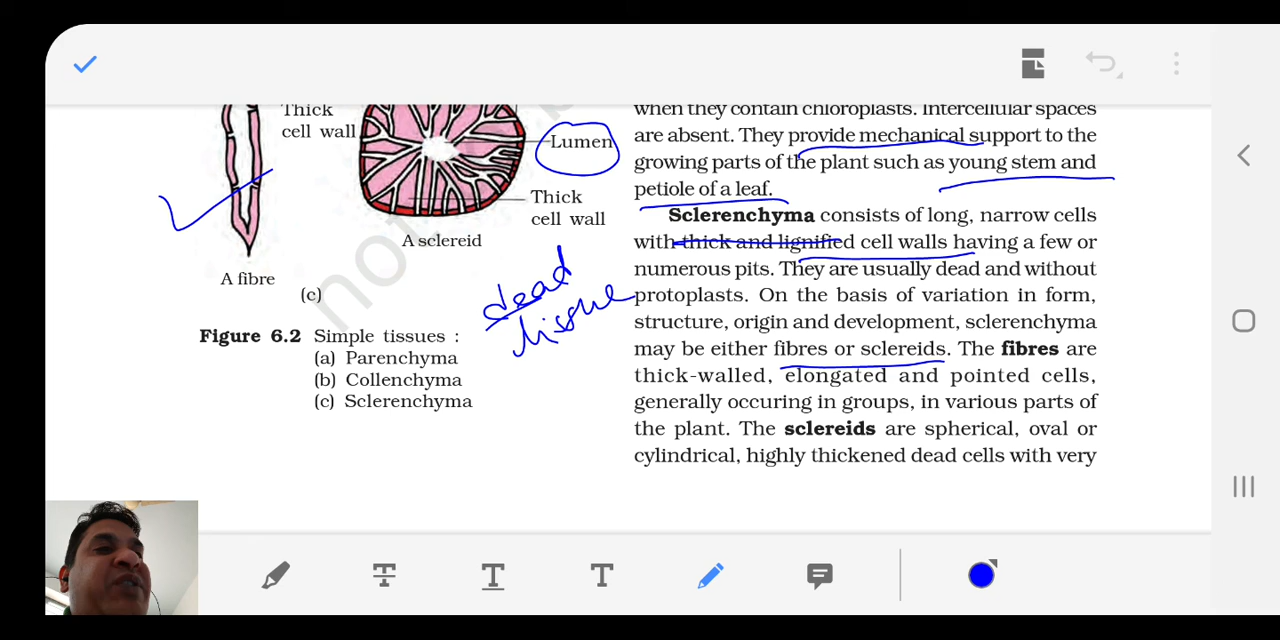 Thick
cell wall
Lumen
Thick
cell wall
A sclereid
A fibre
(c)
dead
tissue
Figure 6.2 Simple tissues :
(a) Parenchyma
(b) Collenchyma
(c) Sclerenchyma
when they contain chloroplasts. Intercellular spaces
are absent. They provide mechanical support to the
growing parts of the plant such as young stem and
petiole of a leaf.
Sclerenchyma consists of long, narrow cells
with thick and lignified cell walls having a few or
numerous pits. They are usually dead and without
protoplasts. On the basis of variation in form,
structure, origin and development, sclerenchyma
may be either fibres or sclereids. The fibres are
thick-walled, elongated and pointed cells,
generally occuring in groups, in various parts of
the plant. The sclereids are spherical, oval or
cylindrical, highly thickened dead cells with very
not
b
T
T
T